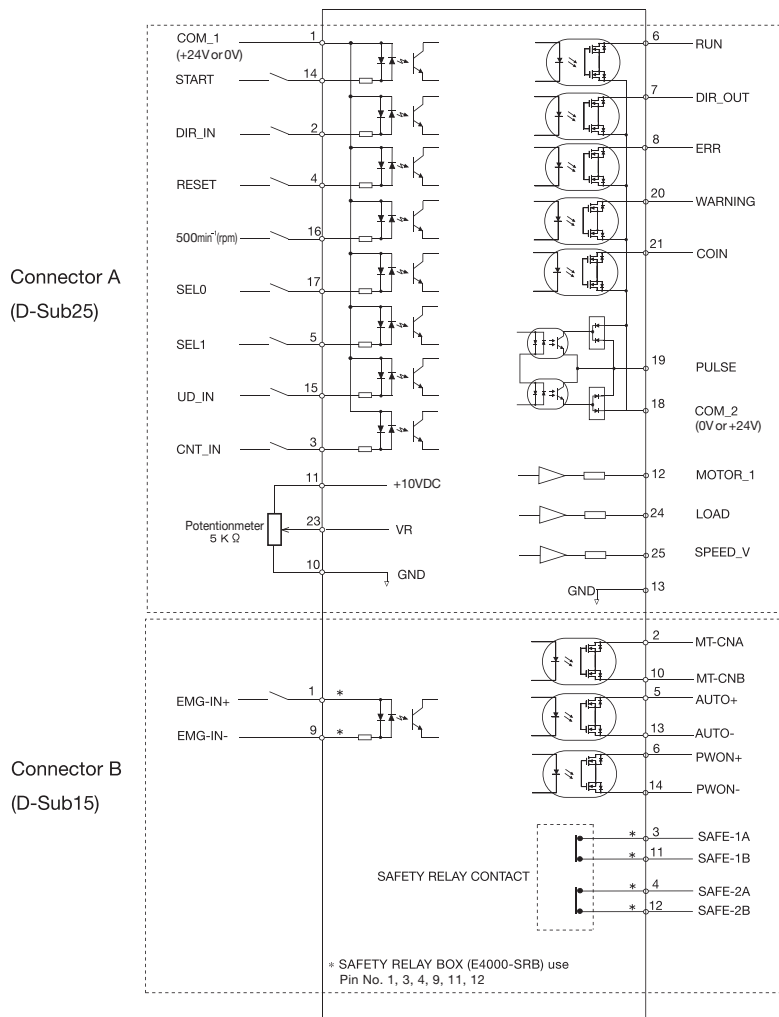 COM_1 1 6 RUN
(+24V or 0V)
START 14 7 DIR_OUT
DIR_IN 2 8 ERR
RESET 4 20 WARNING
500min⁻¹(rpm) 16 21 COIN
Connector A
(D-Sub25)
SEL0 17
SEL1 5 19 PULSE
UD_IN 15 18 COM_2
(0V or +24V)
CNT_IN 3
11 +10VDC 12 MOTOR_1
Potentionmeter
5 K Ω
23 VR 24 LOAD
10 GND 25 SPEED_V
GND 13
2 MT-CNA
10 MT-CNB
EMG-IN+ 1 * 5 AUTO+
EMG-IN- 9 * 13 AUTO-
6 PWON+
Connector B
(D-Sub15)
14 PWON-
* 3 SAFE-1A
* 11 SAFE-1B
SAFETY RELAY CONTACT
* 4 SAFE-2A
* 12 SAFE-2B
* SAFETY RELAY BOX (E4000-SRB) use
Pin No. 1, 3, 4, 9, 11, 12